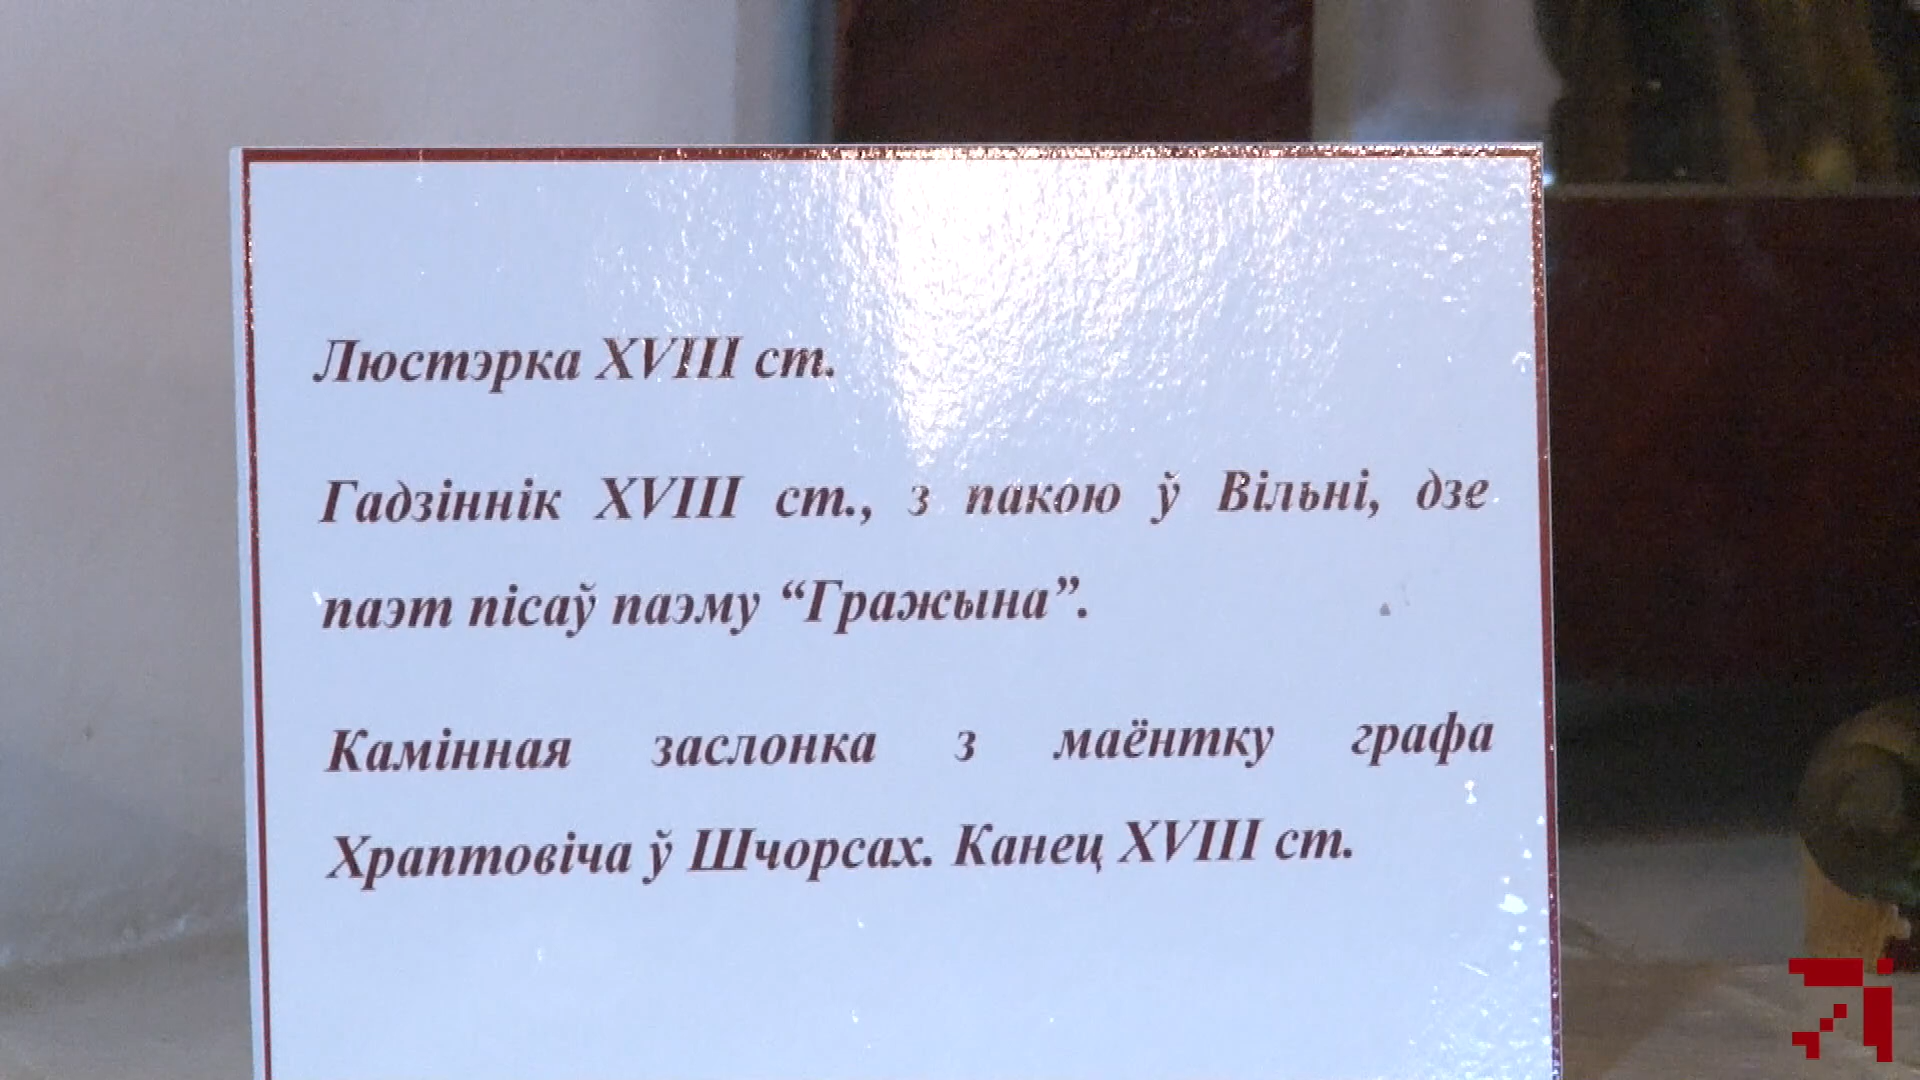 Люстэрка XVIII ст.
Гадзіннік XVIII ст., з пакою ў Вільні, дзе
паэт пісаў паэму “Гражына”.
Камінная заслонка з маёнтку графа
Храптовіча ў Шчорсах. Канец XVIII ст.